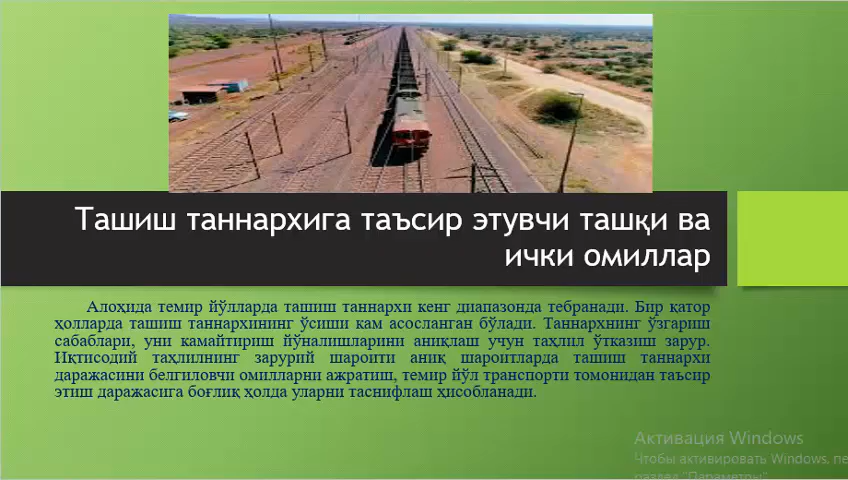 Ташиш таннархига таъсир этувчи ташқи ва
ички омиллар
Алоҳида темир йўлларда ташиш таннархи кенг диапазонда тебранади. Бир қатор
ҳолларда ташиш таннархининг ўсиши кам асосланган бўлади. Таннархнинг ўзгариш
сабаблари, уни камайтириш йўналишларини аниқлаш учун таҳлил ўтказиш зарур.
Иқтисодий таҳлилнинг зарурий шароити аниқ шароитларда ташиш таннархи
даражасини белгиловчи омилларни ажратиш, темир йўл транспорти томонидан таъсир
этиш даражасига боғлиқ ҳолда уларни таснифлаш ҳисобланади.
Активация Windows
Чтобы активировать Windows, пе
раздел "Параметры"